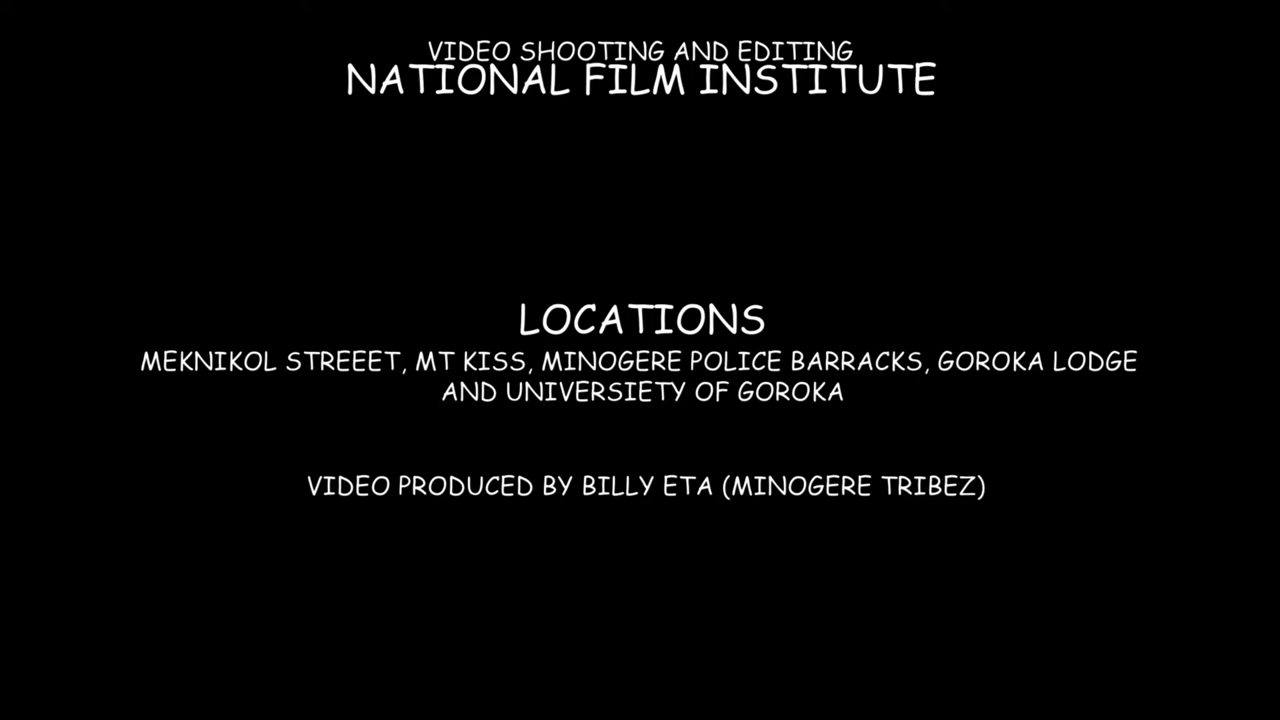 VIDEO SHOOTING AND EDITING
NATIONAL FILM INSTITUTE
LOCATIONS
MEKNIKOL STREEET, MT KISS, MINOGERE POLICE BARRACKS, GOROKA LODGE
AND UNIVERSIETY OF GOROKA
VIDEO PRODUCED BY BILLY ETA (MINOGERE TRIBEZ)